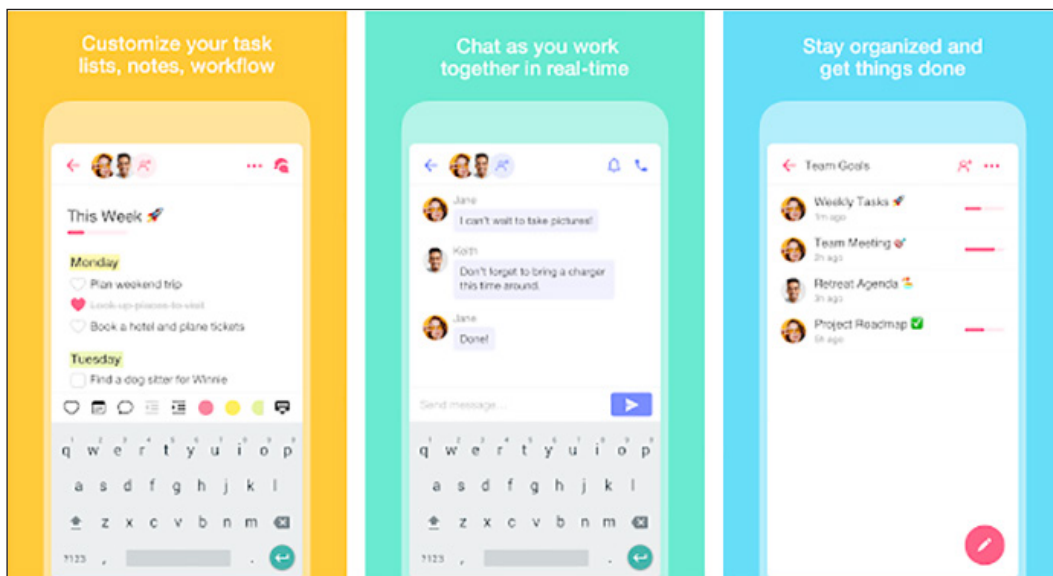 Customize your task
lists, notes, workflow
This Week 🚀
Monday
Plan weekend trip
Look up places to visit
Book a hotel and plane tickets
Tuesday
Find a dog sitter for Winnie
q w e r t y u i o p
a s d f g h j k l
z x c v b n m
?123 , .
Chat as you work
together in real-time
Jane
I can't wait to take pictures!
Keith
Don't forget to bring a charger
this time around.
Jane
Done!
Send message...
q w e r t y u i o p
a s d f g h j k l
z x c v b n m
?123 , .
Stay organized and
get things done
Team Goals
Weekly Tasks 🚀
1m ago
Team Meeting 🎯
2h ago
Retreat Agenda 🏖️
3h ago
Project Roadmap ✅
5h ago